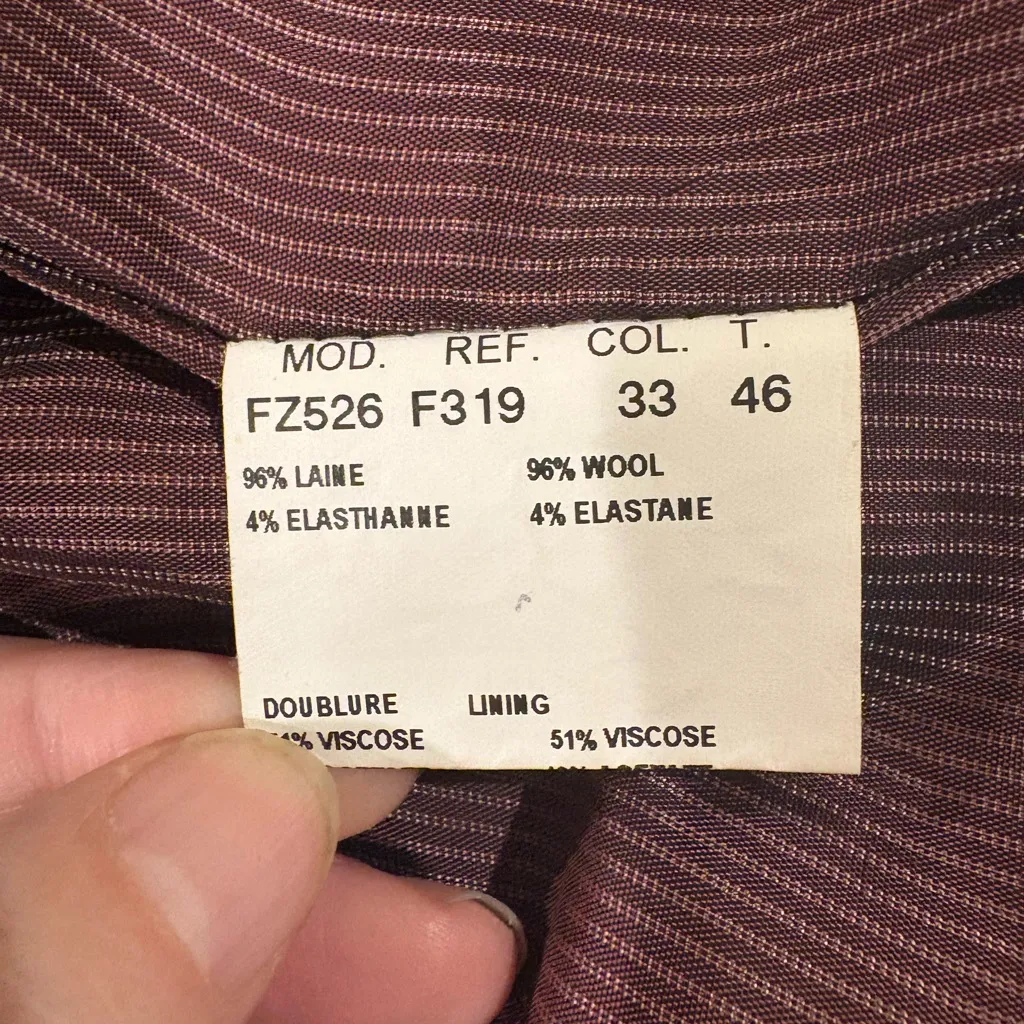 MOD. REF. COL. T.
FZ526 F319 33 46
96% LAINE 96% WOOL
4% ELASTHANNE 4% ELASTANE
DOUBLURE LINING
VISCOSE 51% VISCOSE